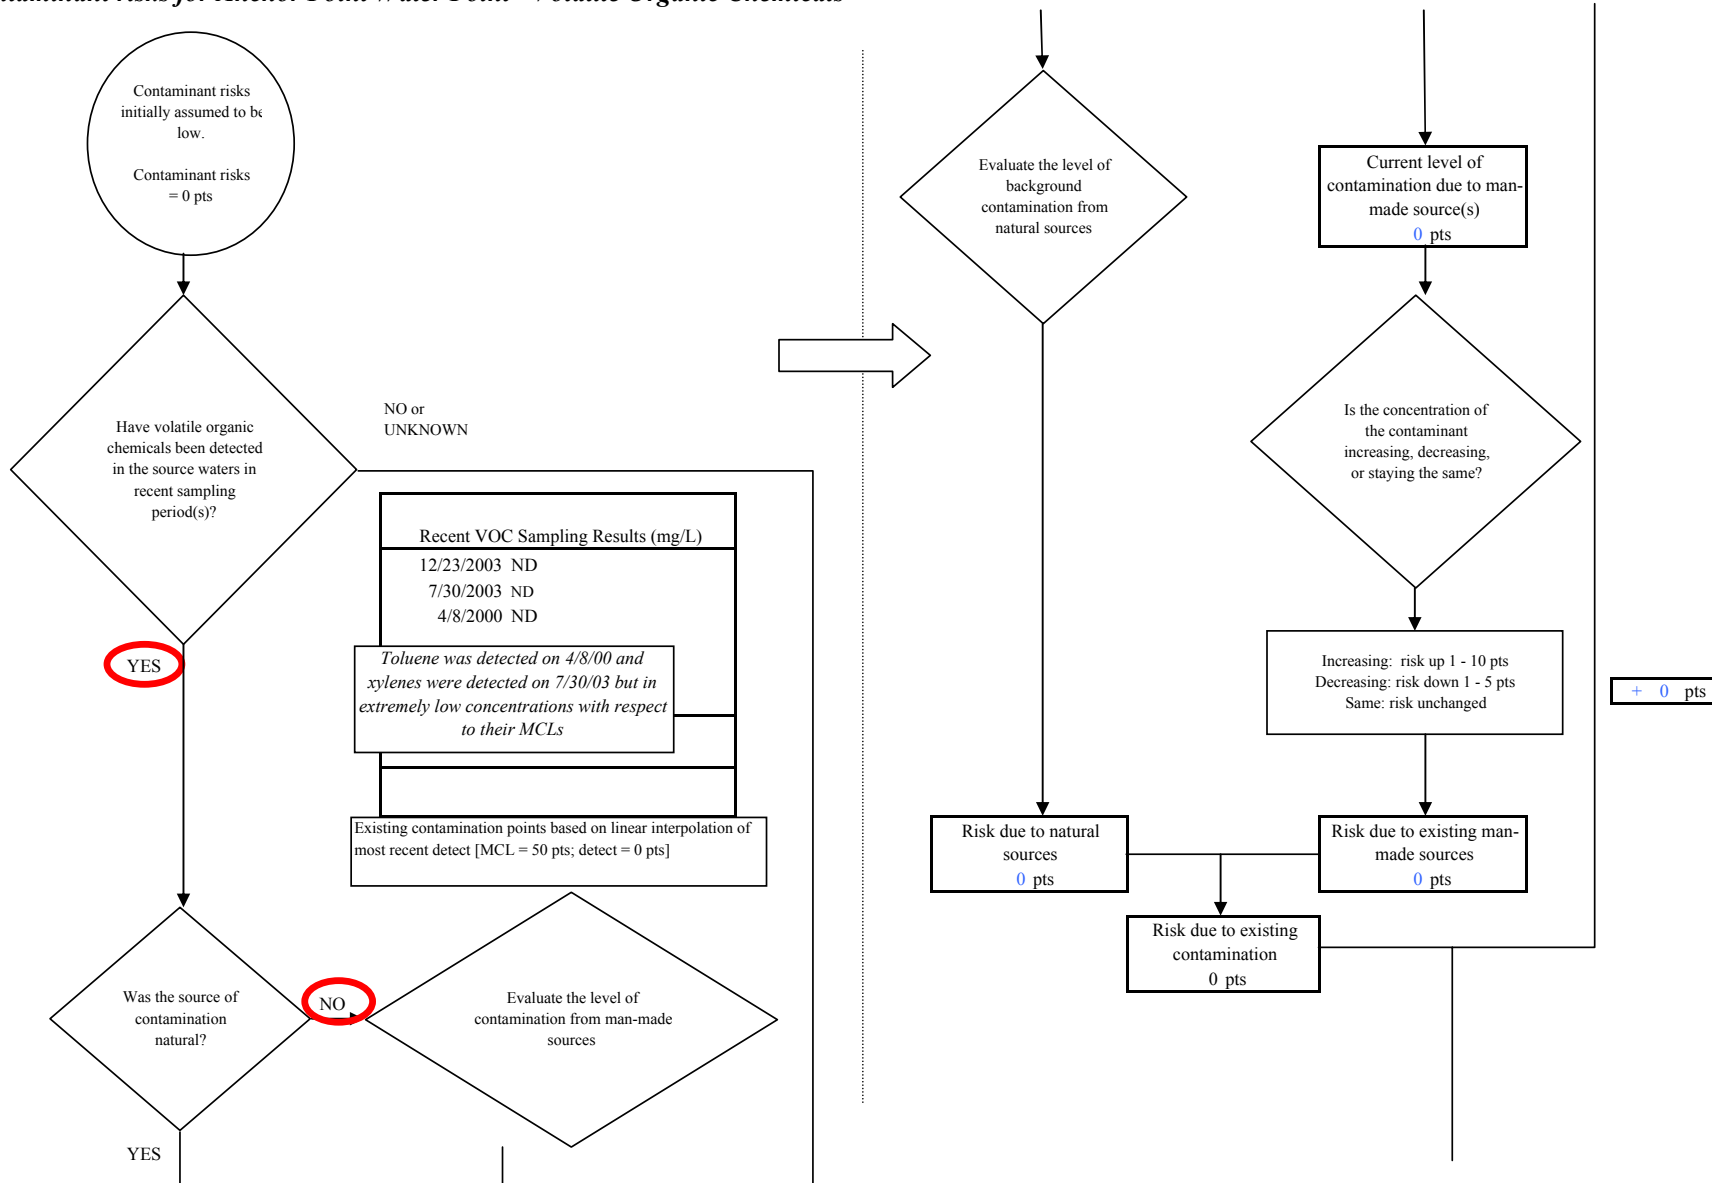 Contaminant risks
initially assumed to be
low.
Contaminant risks
= 0 pts
Have volatile organic
chemicals been detected
in the source waters in
recent sampling
period(s)?
NO or
UNKNOWN
YES
Recent VOC Sampling Results (mg/L)
12/23/2003 ND
7/30/2003 ND
4/8/2000 ND
Toluene was detected on 4/8/00 and
xylenes were detected on 7/30/03 but in
extremely low concentrations with respect
to their MCLs
Existing contamination points based on linear interpolation of
most recent detect [MCL = 50 pts; detect = 0 pts]
Was the source of
contamination
natural?
NO
Evaluate the level of
contamination from man-made
sources
YES
Evaluate the level of
background
contamination from
natural sources
Current level of
contamination due to man-
made source(s)
0 pts
Is the concentration of
the contaminant
increasing, decreasing,
or staying the same?
Increasing: risk up 1 - 10 pts
Decreasing: risk down 1 - 5 pts
Same: risk unchanged
+ 0 pts
Risk due to natural
sources
0 pts
Risk due to existing man-
made sources
0 pts
Risk due to existing
contamination
0 pts